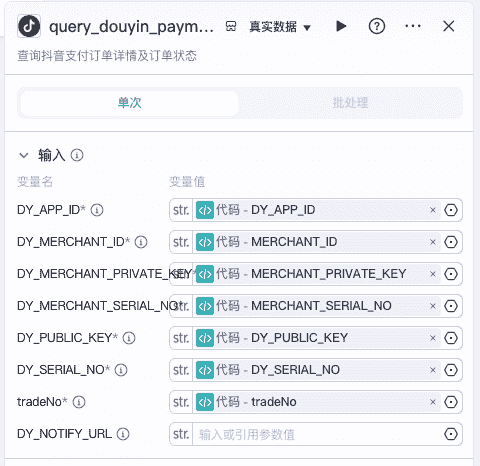 query_douyin_paym... 真实数据
查询抖音支付订单详情及订单状态
单次 批处理
输入
变量名 变量值
DY_APP_ID* str. 代码 - DY_APP_ID
DY_MERCHANT_ID* str. 代码 - MERCHANT_ID
DY_MERCHANT_PRIVATE_KEY* str. 代码 - MERCHANT_PRIVATE_KEY
DY_MERCHANT_SERIAL_NO* str. 代码 - MERCHANT_SERIAL_NO
DY_PUBLIC_KEY* str. 代码 - DY_PUBLIC_KEY
DY_SERIAL_NO* str. 代码 - DY_SERIAL_NO
tradeNo* str. 代码 - tradeNo
DY_NOTIFY_URL str. 输入或引用参数值